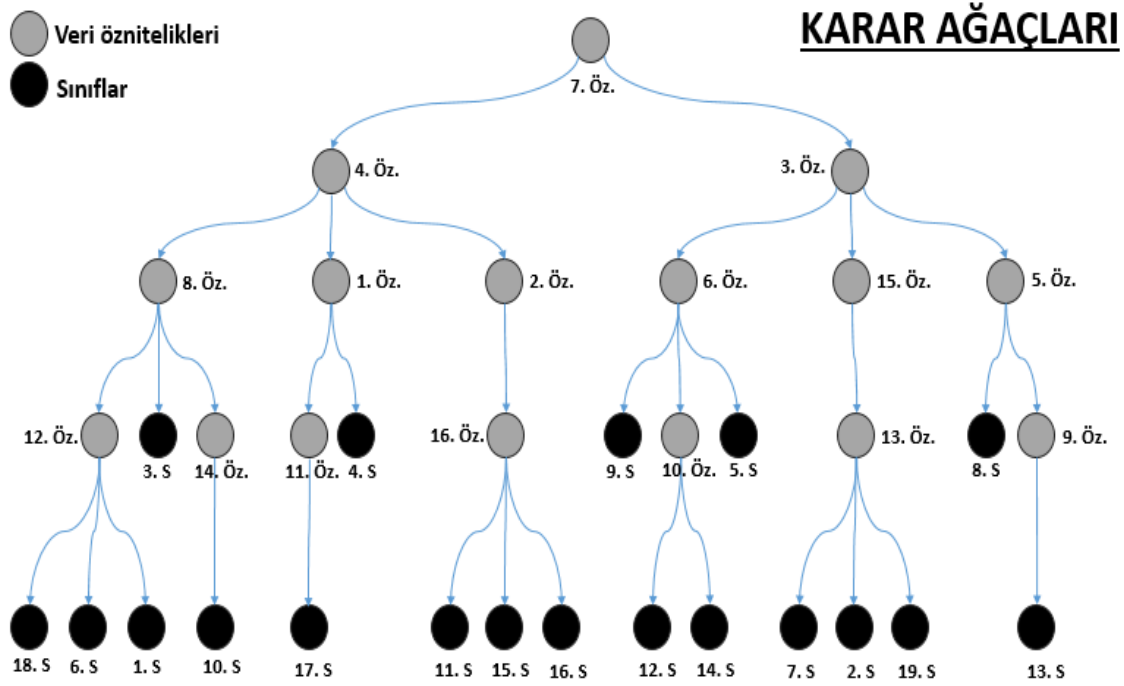 KARAR AĞAÇLARI
Veri öznitelikleri
Sınıflar
7. Öz.
4. Öz.
3. Öz.
8. Öz.
1. Öz.
2. Öz.
6. Öz.
15. Öz.
5. Öz.
12. Öz.
3. S
14. Öz.
11. Öz.
4. S
16. Öz.
9. S
10. Öz.
5. S
13. Öz.
8. S
9. Öz.
18. S
6. S
1. S
10. S
17. S
11. S
15. S
16. S
12. S
14. S
7. S
2. S
19. S
13. S